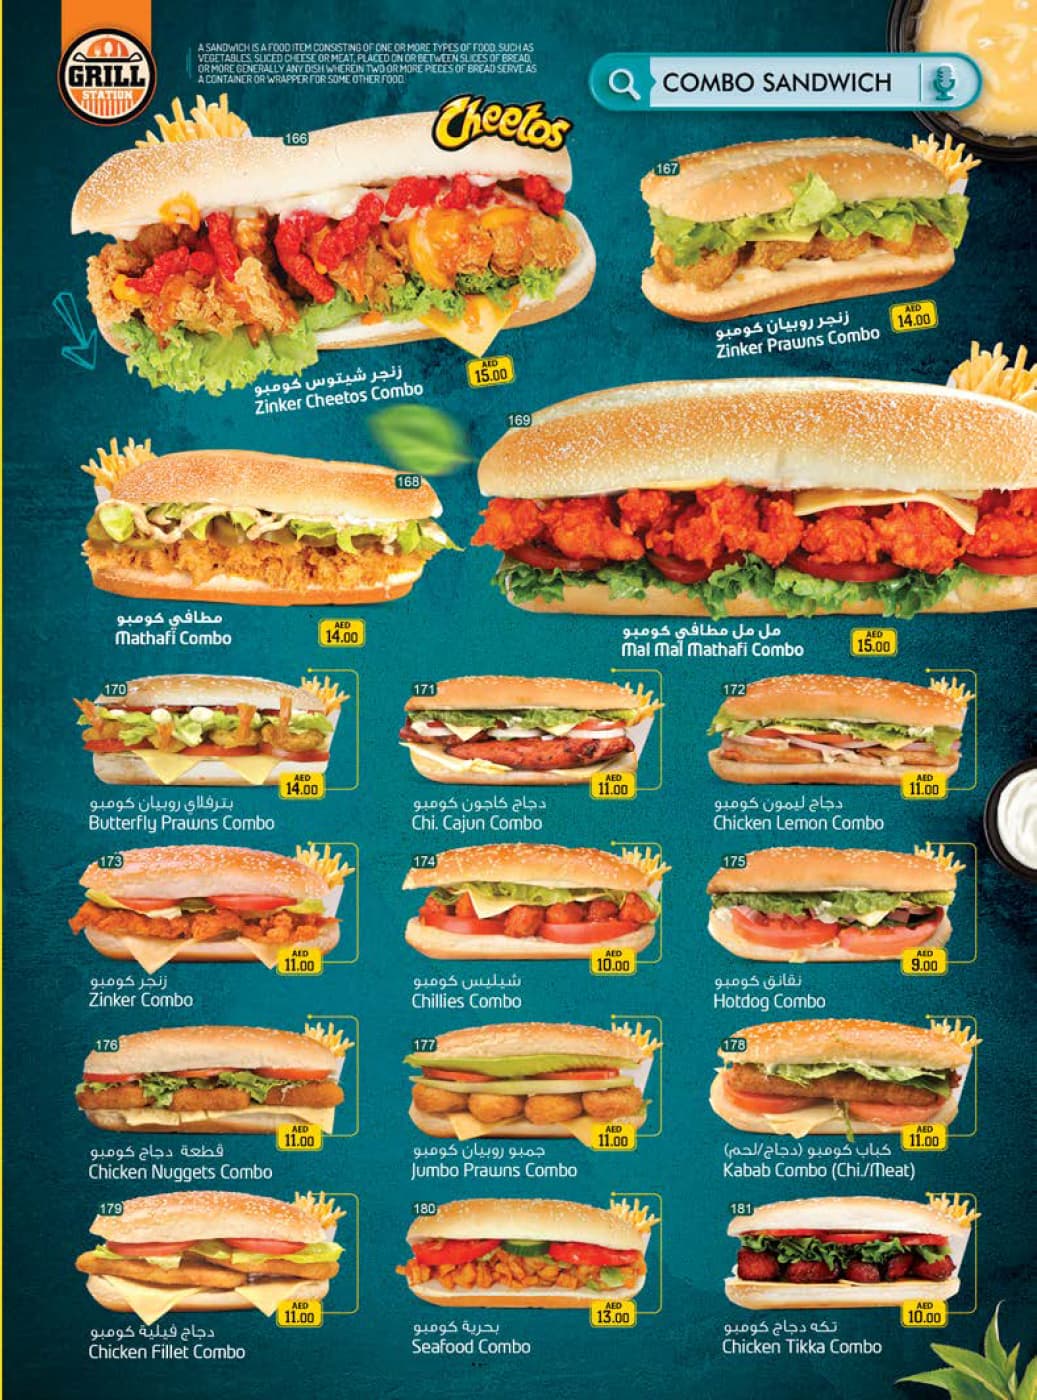 GRILL
STATION
A SANDWICH IS A FOOD ITEM CONSISTING OF ONE OR MORE TYPES OF FOOD, SUCH AS
VEGETABLES, SLICED CHEESE OR MEAT, PLACED ON OR BETWEEN SLICES OF BREAD,
OR MORE GENERALLY ANY DISH WHEREIN TWO OR MORE PIECES OF BREAD SERVE AS
A CONTAINER OR WRAPPER FOR SOME OTHER FOOD.
COMBO SANDWICH
Cheetos
166
زنجر شيتوس كومبو
Zinker Cheetos Combo
AED
15.00
167
زنجر روبيان كومبو
Zinker Prawns Combo
AED
14.00
168
مطافي كومبو
Mathafi Combo
AED
14.00
169
مل مل مطافي كومبو
Mal Mal Mathafi Combo
AED
15.00
170
AED
14.00
بترفلاي روبيان كومبو
Butterfly Prawns Combo
171
AED
11.00
دجاج كاجون كومبو
Chi. Cajun Combo
172
AED
11.00
دجاج ليمون كومبو
Chicken Lemon Combo
173
AED
11.00
زنجر كومبو
Zinker Combo
174
AED
10.00
شيليس كومبو
Chillies Combo
175
AED
9.00
نقانق كومبو
Hotdog Combo
176
AED
11.00
قطعة دجاج كومبو
Chicken Nuggets Combo
177
AED
11.00
جمبو روبيان كومبو
Jumbo Prawns Combo
178
AED
11.00
كباب كومبو (دجاج/لحم)
Kabab Combo (Chi./Meat)
179
AED
11.00
دجاج فيلية كومبو
Chicken Fillet Combo
180
AED
13.00
بحرية كومبو
Seafood Combo
181
AED
10.00
تكه دجاج كومبو
Chicken Tikka Combo